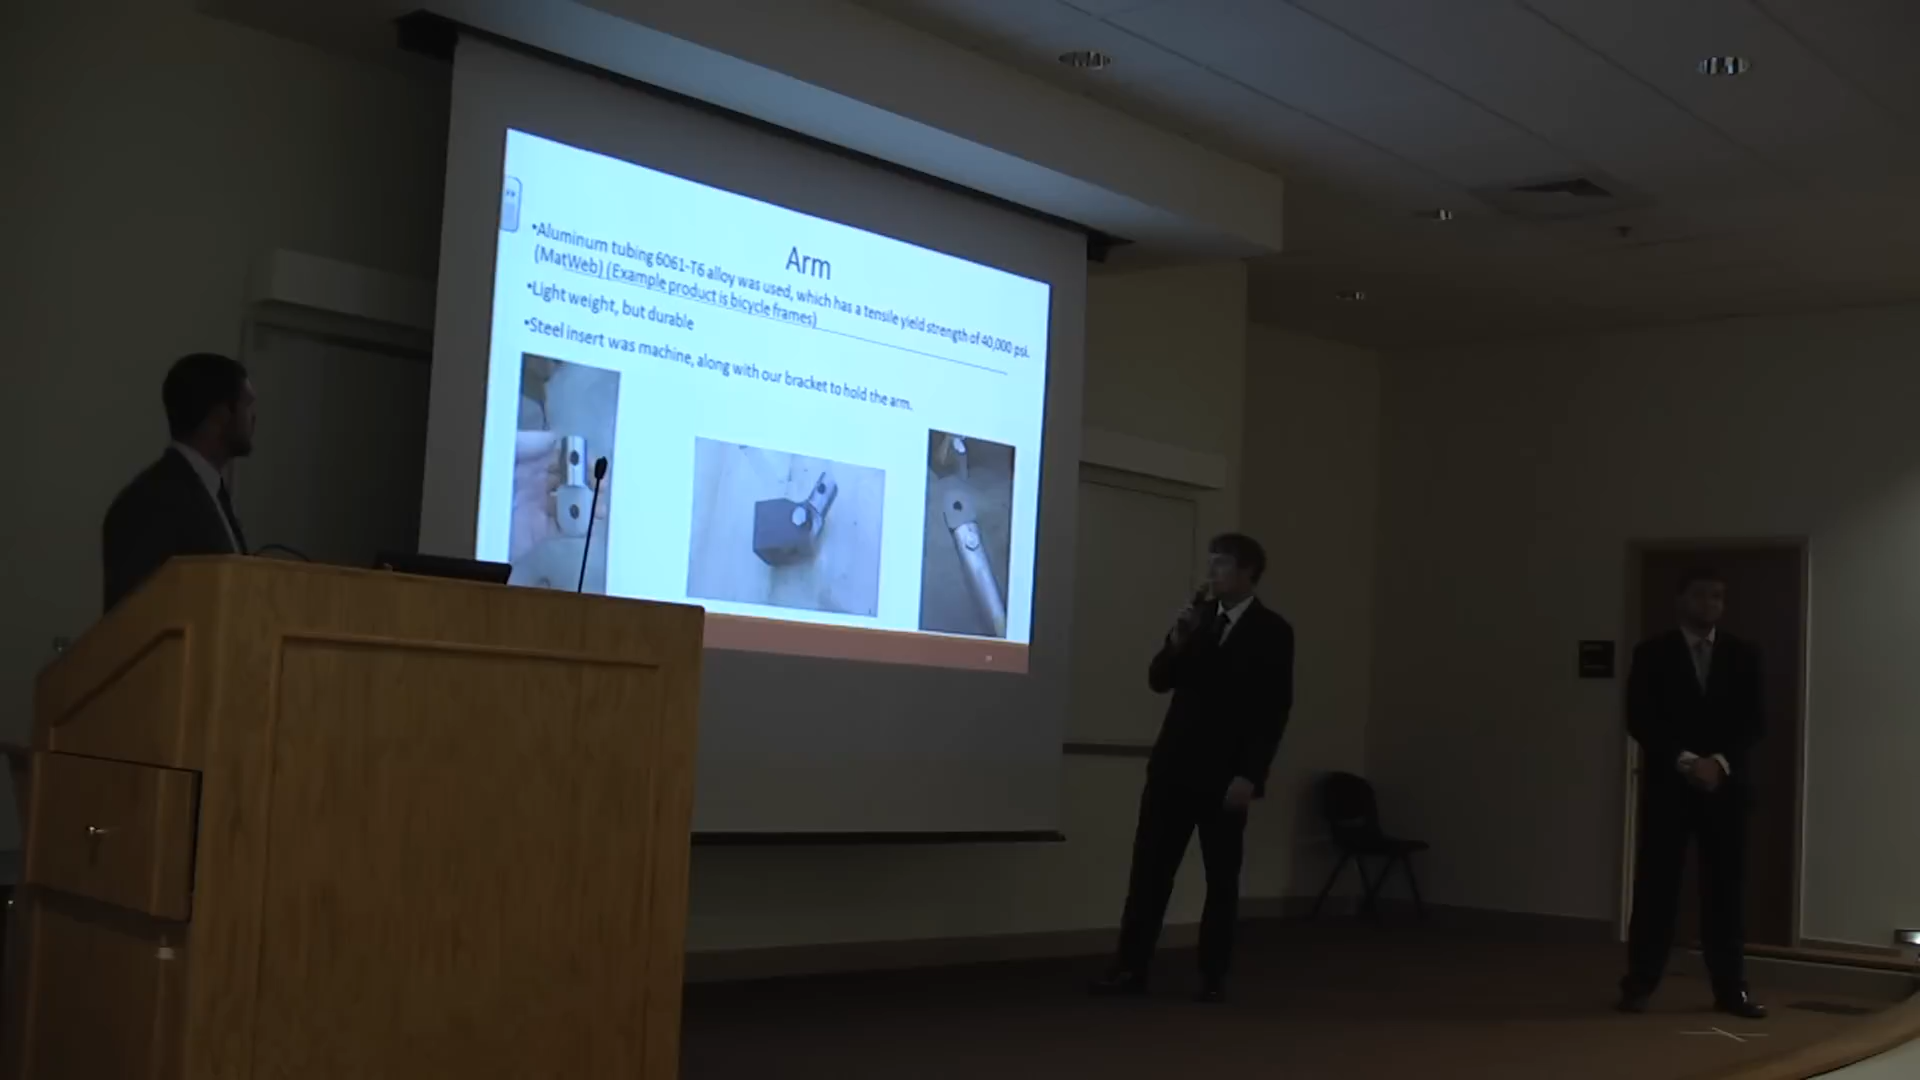 Arm
•Aluminum tubing 6061-T6 alloy was used, which has a tensile yield strength of 40,000 psi.
(MatWeb) (Example product is bicycle frames)
•Light weight, but durable
•Steel insert was machine, along with our bracket to hold the arm.